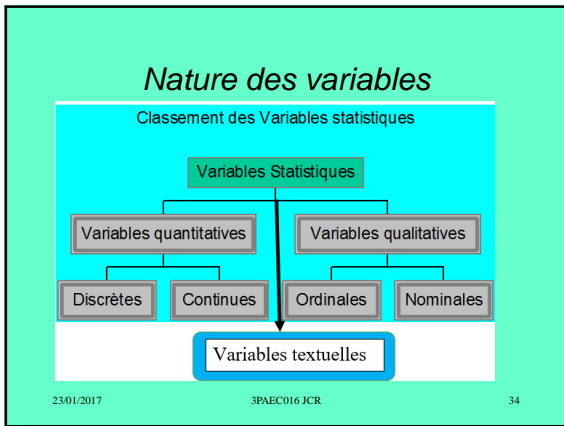 Nature des variables
Classement des Variables statistiques
Variables Statistiques
Variables quantitatives
Variables qualitatives
Discrètes
Continues
Ordinales
Nominales
Variables textuelles
23/01/2017
3PAEC016 JCR
34